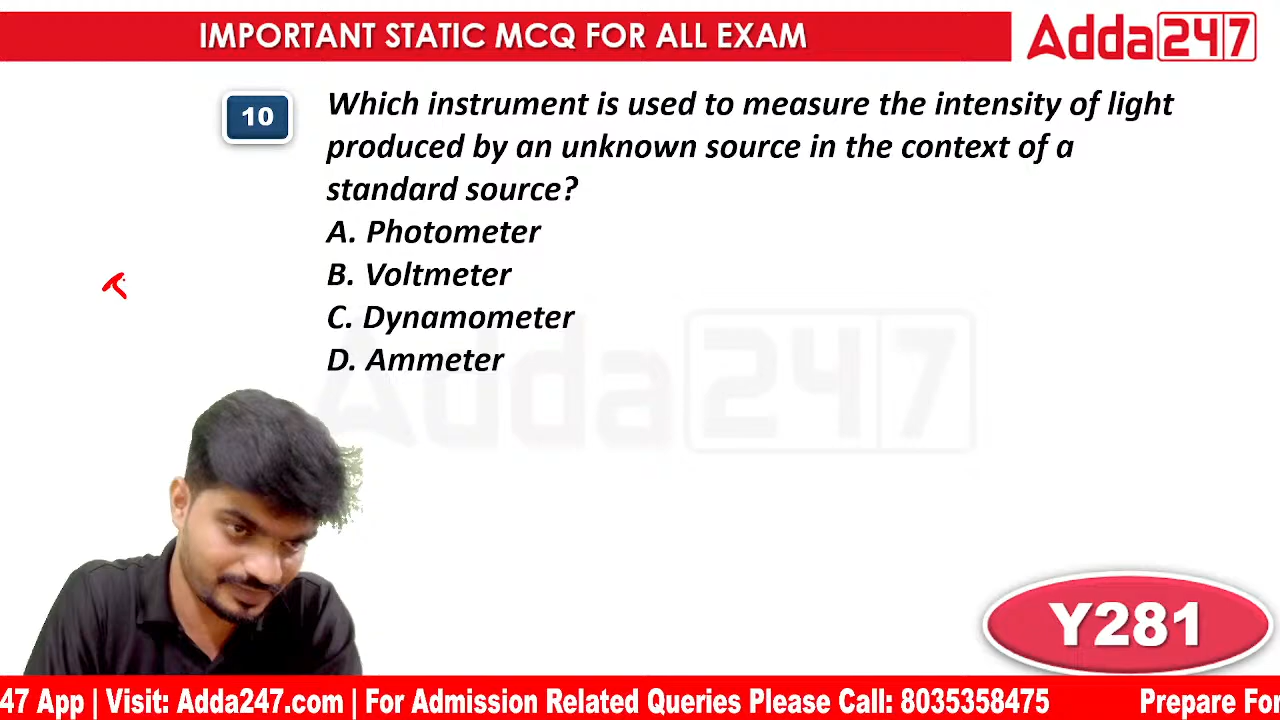 IMPORTANT STATIC MCQ FOR ALL EXAM
Adda247
10
Which instrument is used to measure the intensity of light
produced by an unknown source in the context of a
standard source?
A. Photometer
B. Voltmeter
C. Dynamometer
D. Ammeter
Adda247
Y281
47 App | Visit: Adda247.com | For Admission Related Queries Please Call: 8035358475 Prepare For